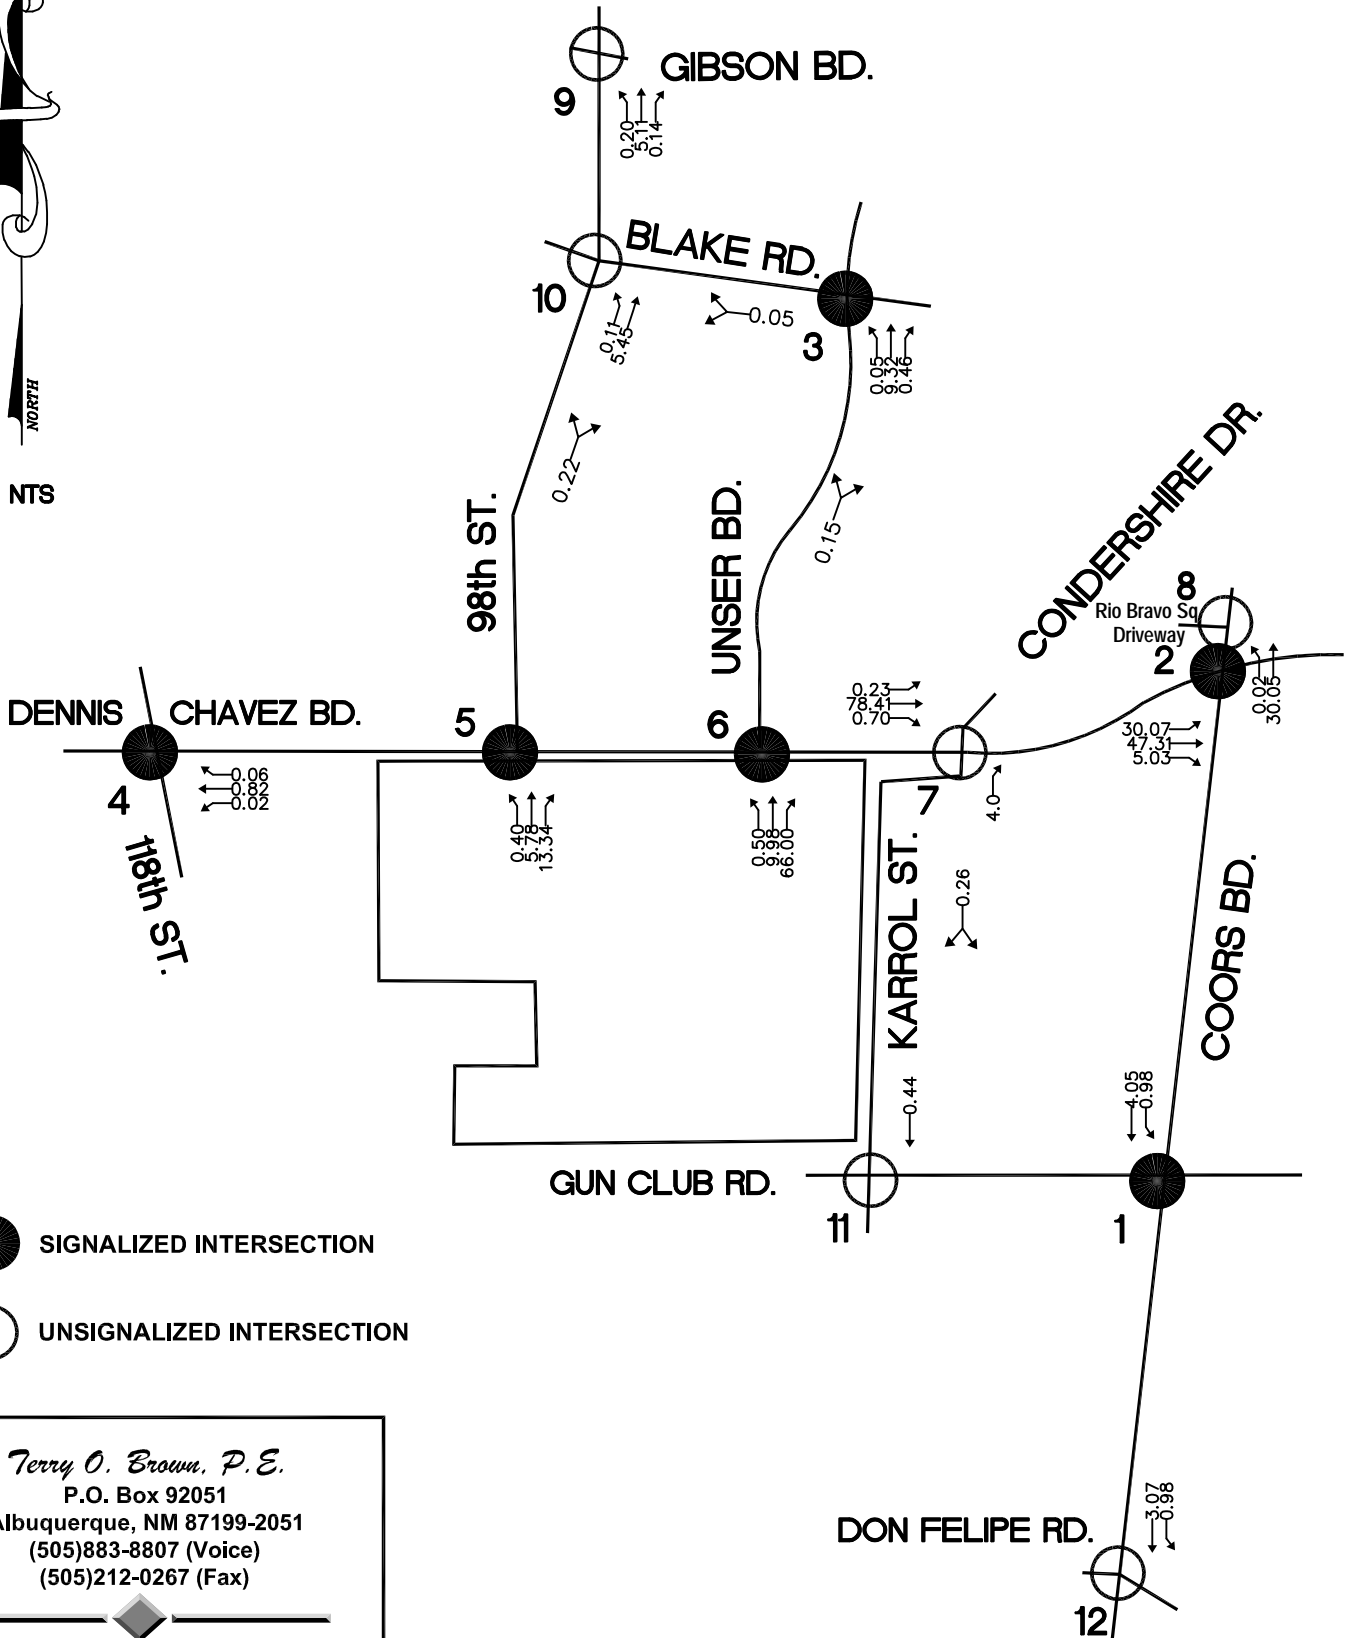 GIBSON BD.
9
0.20
5.11
0.14
BLAKE RD.
10
0.11
5.45
0.05
3
0.05
9.32
0.46
NORTH
NTS
0.22
98th ST.
UNSER BD.
0.15
CONDERSHIRE DR.
8
Rio Bravo Sq
Driveway
2
0.02
30.05
DENNIS CHAVEZ BD.
5
6
0.23
78.41
0.70
30.07
47.31
5.03
4
0.06
0.82
0.02
118th ST.
0.40
5.78
13.34
0.50
9.98
66.00
7
4.0
KARROL ST.
0.26
COORS BD.
0.44
4.05
0.98
GUN CLUB RD.
11
1
SIGNALIZED INTERSECTION
UNSIGNALIZED INTERSECTION
Terry O. Brown, P.E.
P.O. Box 92051
Albuquerque, NM 87199-2051
(505)883-8807 (Voice)
(505)212-0267 (Fax)
3.07
0.98
DON FELIPE RD.
12